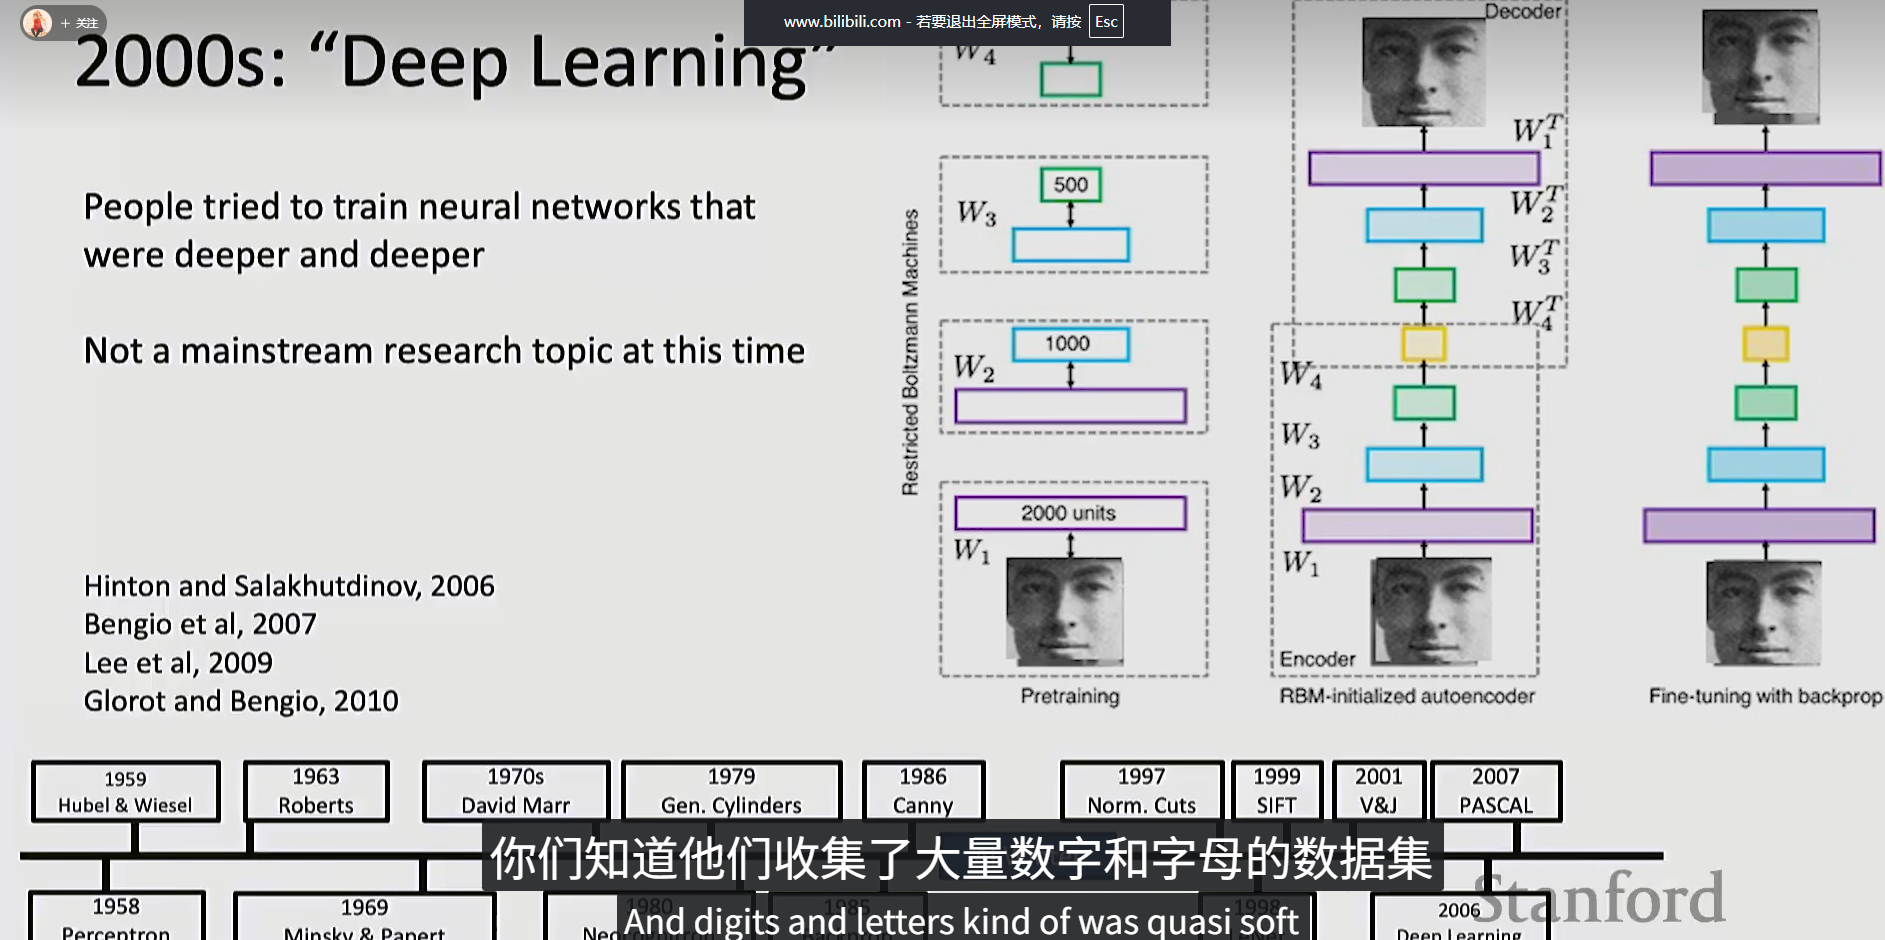 + 关注
www.bilibili.com - 若要退出全屏模式，请按 Esc
2000s: “Deep Learning”
People tried to train neural networks that
were deeper and deeper
Not a mainstream research topic at this time
Hinton and Salakhutdinov, 2006
Bengio et al, 2007
Lee et al, 2009
Glorot and Bengio, 2010
Restricted Boltzmann Machines
W4
500
W3
1000
W2
2000 units
W1
Pretraining
Decoder
W1^T
W2^T
W3^T
W4^T
W4
W3
W2
W1
Encoder
RBM-initialized autoencoder
Fine-tuning with backprop
1959
Hubel & Wiesel
1963
Roberts
1970s
David Marr
1979
Gen. Cylinders
1986
Canny
1997
Norm. Cuts
1999
SIFT
2001
V&J
2007
PASCAL
1958
Perceptron
1969
Minsky & Papert
1980
1985
1998
2006
Deep Learning
Stanford
你们知道他们收集了大量数字和字母的数据集
And digits and letters kind of was quasi soft